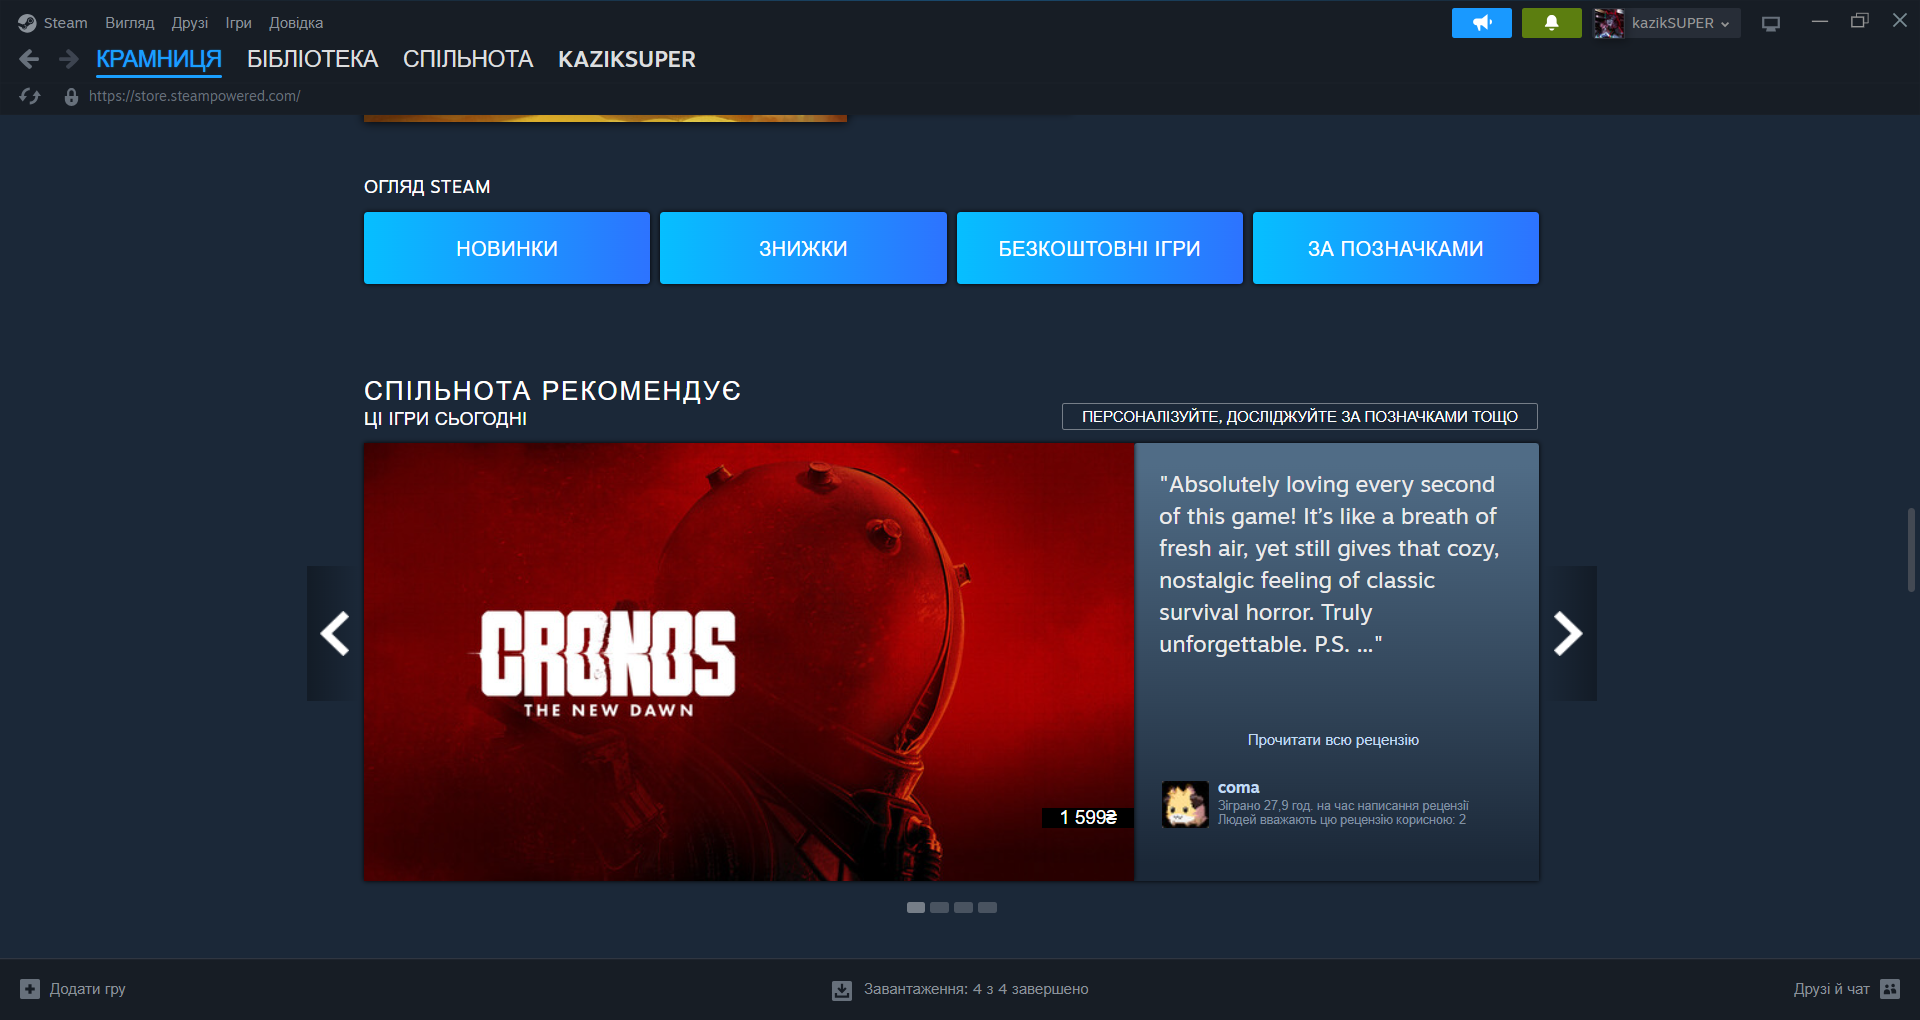 Steam Вигляд Друзі Ігри Довідка
kazikSUPER
КРАМНИЦЯ БІБЛІОТЕКА СПІЛЬНОТА KAZIKSUPER
https://store.steampowered.com/
ОГЛЯД STEAM
НОВИНКИ
ЗНИЖКИ
БЕЗКОШТОВНІ ІГРИ
ЗА ПОЗНАЧКАМИ
СПІЛЬНОТА РЕКОМЕНДУЄ
ЦІ ІГРИ СЬОГОДНІ
ПЕРСОНАЛІЗУЙТЕ, ДОСЛІДЖУЙТЕ ЗА ПОЗНАЧКАМИ ТОЩО
CRONOS
THE NEW DAWN
1 599₴
"Absolutely loving every second
of this game! It’s like a breath of
fresh air, yet still gives that cozy,
nostalgic feeling of classic
survival horror. Truly
unforgettable. P.S. ..."
Прочитати всю рецензію
coma
Зіграно 27,9 год. на час написання рецензії
Людей вважають цю рецензію корисною: 2
Додати гру
Завантаження: 4 з 4 завершено
Друзі й чат